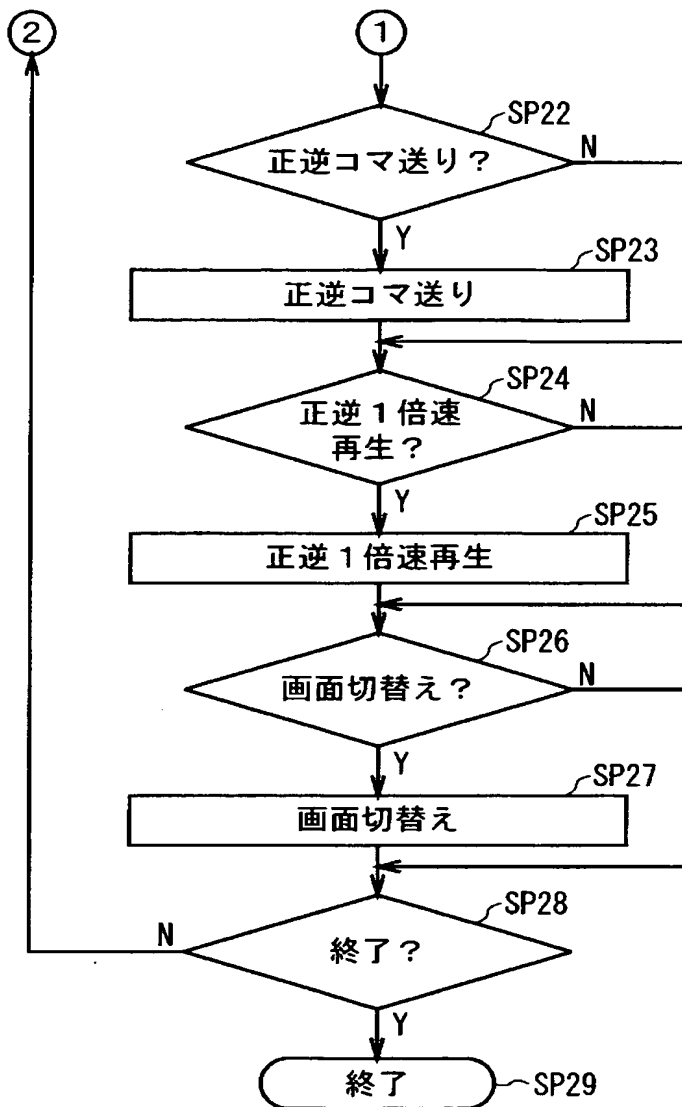 ②
①
SP22
正逆コマ送り？
N
Y
SP23
正逆コマ送り
SP24
正逆１倍速
再生？
N
Y
SP25
正逆１倍速再生
SP26
画面切替え？
N
Y
SP27
画面切替え
SP28
N
終了？
Y
終了
SP29